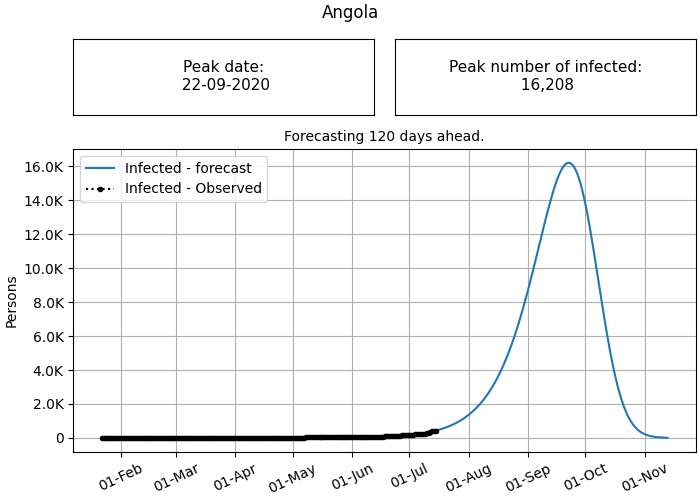 Angola
Peak date:
22-09-2020
Peak number of infected:
16,208
Forecasting 120 days ahead.
Infected - forecast
Infected - Observed
Persons
16.0K
14.0K
12.0K
10.0K
8.0K
6.0K
4.0K
2.0K
0
01-Feb
01-Mar
01-Apr
01-May
01-Jun
01-Jul
01-Aug
01-Sep
01-Oct
01-Nov